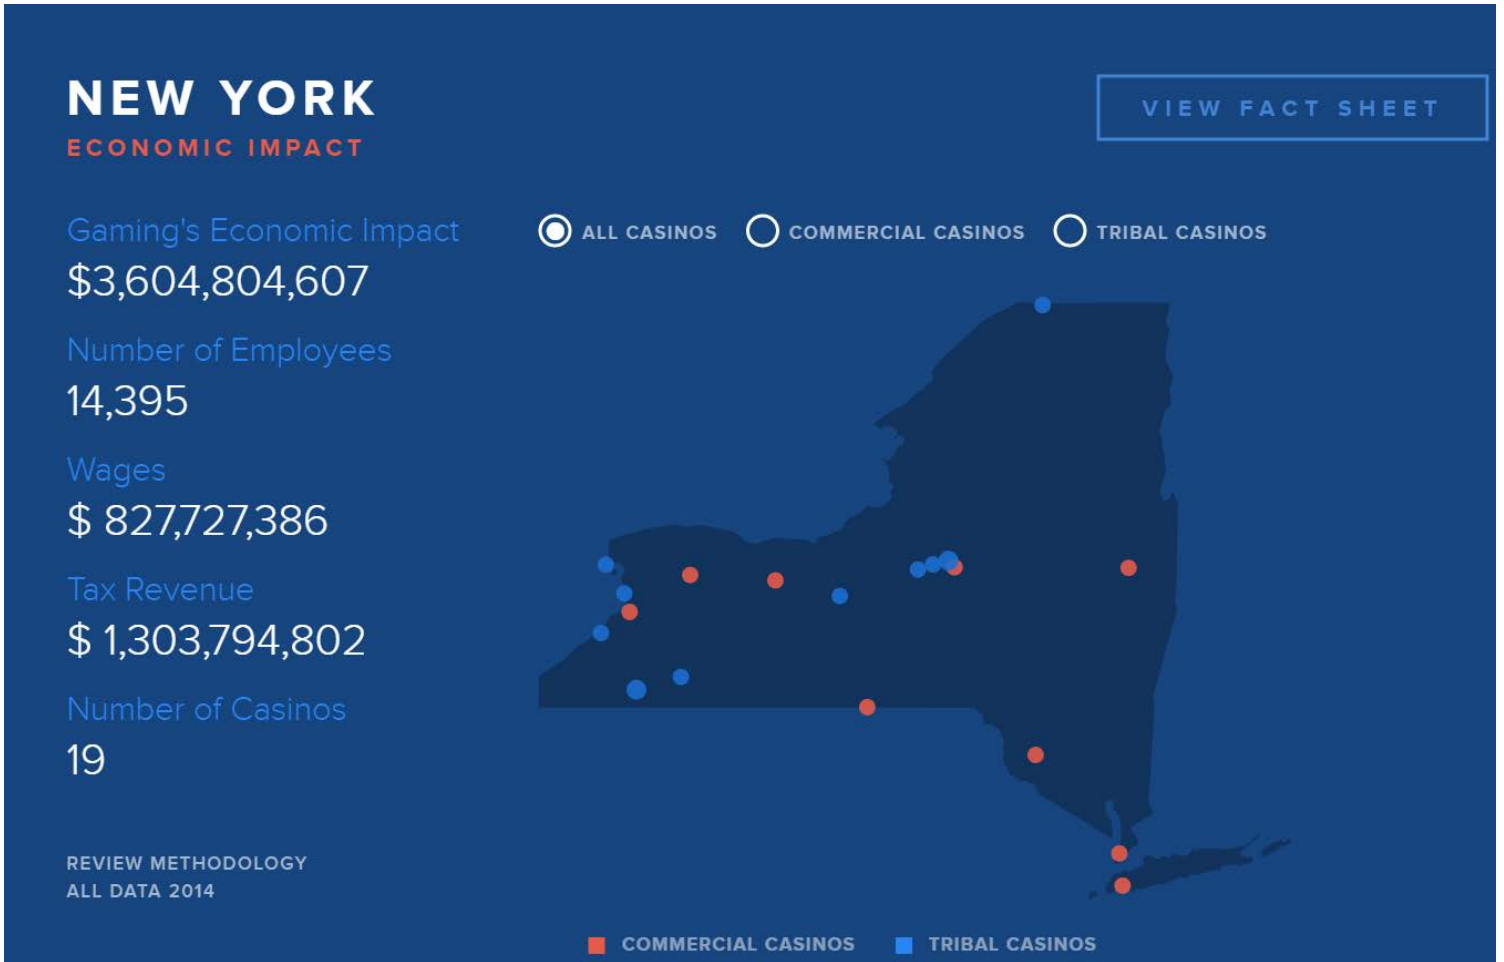 NEW YORK
ECONOMIC IMPACT
VIEW FACT SHEET
Gaming's Economic Impact
$3,604,804,607
Number of Employees
14,395
Wages
$ 827,727,386
Tax Revenue
$ 1,303,794,802
Number of Casinos
19
REVIEW METHODOLOGY
ALL DATA 2014
ALL CASINOS COMMERCIAL CASINOS TRIBAL CASINOS
COMMERCIAL CASINOS TRIBAL CASINOS